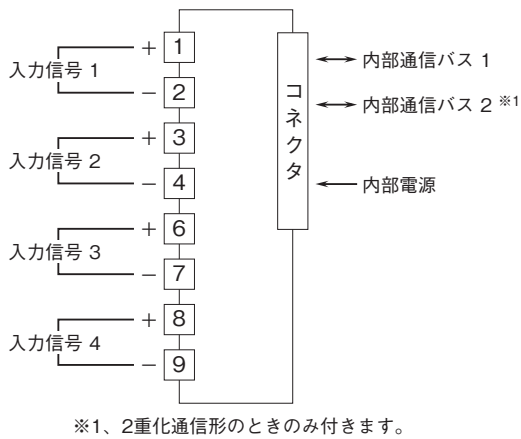 入力信号 1
+ 1
− 2
入力信号 2
+ 3
− 4
入力信号 3
+ 6
− 7
入力信号 4
+ 8
− 9
コネクタ
内部通信バス 1
内部通信バス 2 ※1
内部電源
※1、2重化通信形のときのみ付きます。